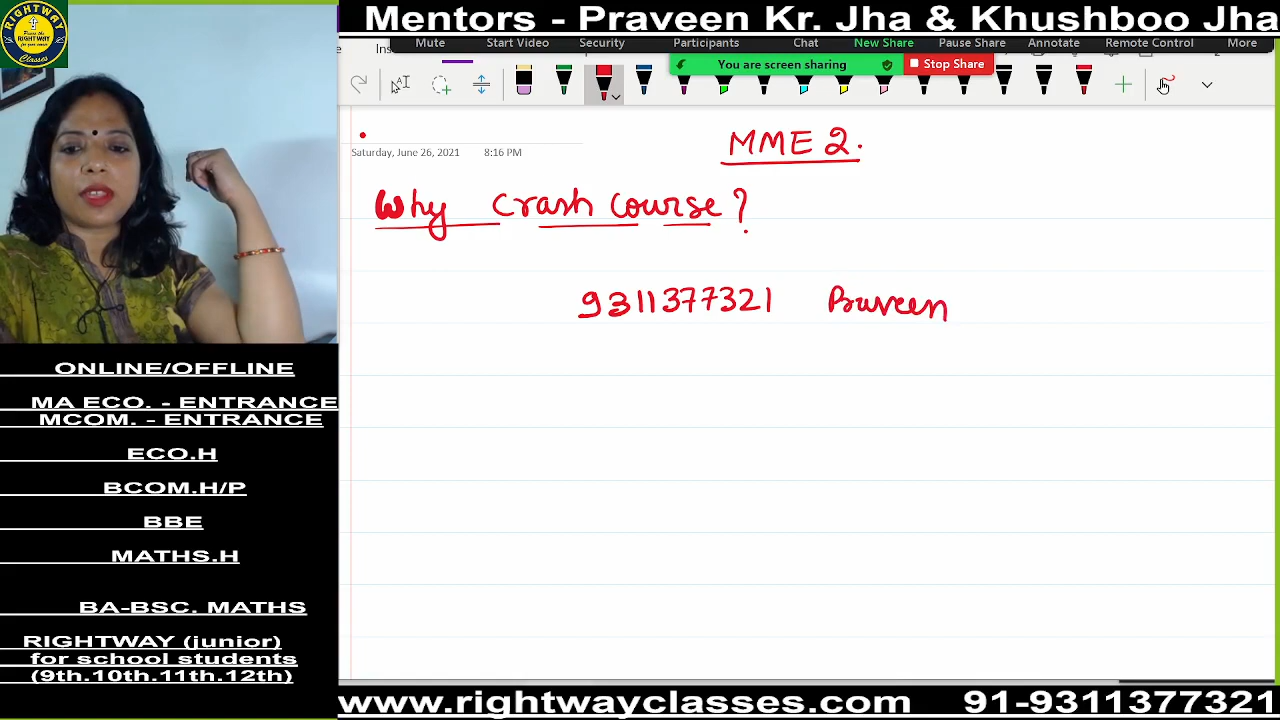 RIGHTWAY
Classes
Mentors - Praveen Kr. Jha & Khushboo Jha
Mute Start Video Security Participants Chat New Share Pause Share Annotate Remote Control More
You are screen sharing Stop Share
MME 2.
Saturday, June 26, 2021 8:16 PM
Why Crash Course?
9311377321 Praveen
ONLINE/OFFLINE
MA ECO. - ENTRANCE
MCOM. - ENTRANCE
ECO.H
BCOM.H/P
BBE
MATHS.H
BA-BSC. MATHS
RIGHTWAY (junior)
for school students
(9th.10th.11th.12th)
www.rightwayclasses.com 91-9311377321